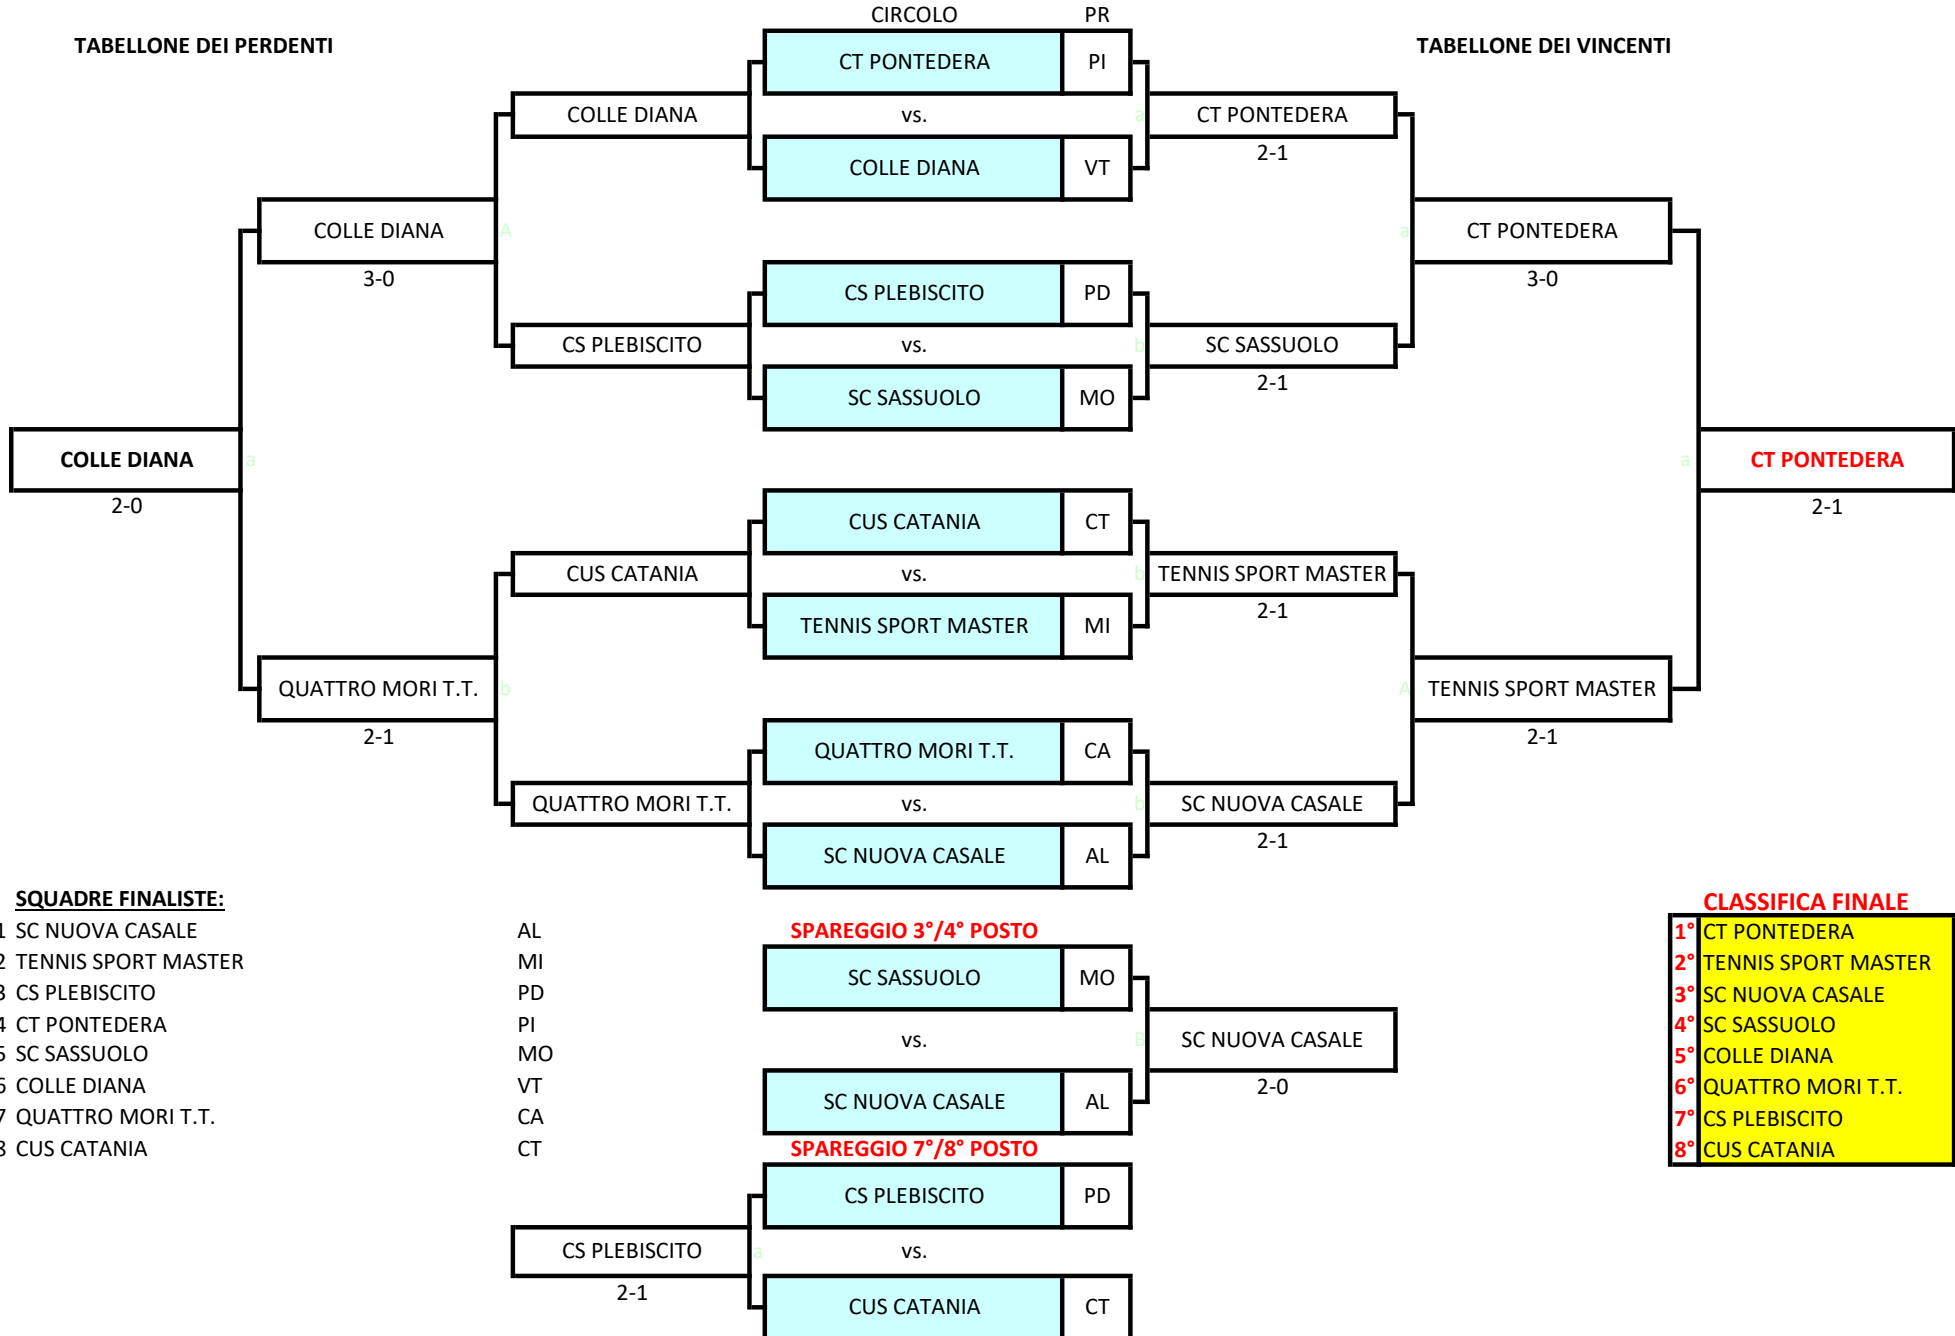 CIRCOLO PR
TABELLONE DEI PERDENTI
TABELLONE DEI VINCENTI
CT PONTEDERA PI
COLLE DIANA vs. a CT PONTEDERA
2-1
COLLE DIANA VT
COLLE DIANA A a CT PONTEDERA
3-0 3-0
CS PLEBISCITO PD
CS PLEBISCITO vs. b SC SASSUOLO
2-1
SC SASSUOLO MO
COLLE DIANA a a CT PONTEDERA
2-0 2-1
CUS CATANIA CT
CUS CATANIA vs. b TENNIS SPORT MASTER
2-1
TENNIS SPORT MASTER MI
QUATTRO MORI T.T. b A TENNIS SPORT MASTER
2-1 2-1
QUATTRO MORI T.T. CA
QUATTRO MORI T.T. vs. b SC NUOVA CASALE
2-1
SC NUOVA CASALE AL
SQUADRE FINALISTE:
1 SC NUOVA CASALE AL
2 TENNIS SPORT MASTER MI
3 CS PLEBISCITO PD
4 CT PONTEDERA PI
5 SC SASSUOLO MO
6 COLLE DIANA VT
7 QUATTRO MORI T.T. CA
8 CUS CATANIA CT
SPAREGGIO 3°/4° POSTO
SC SASSUOLO MO
vs. B SC NUOVA CASALE
2-0
SC NUOVA CASALE AL
SPAREGGIO 7°/8° POSTO
CS PLEBISCITO PD
CS PLEBISCITO a vs.
2-1
CUS CATANIA CT
CLASSIFICA FINALE
1° CT PONTEDERA
2° TENNIS SPORT MASTER
3° SC NUOVA CASALE
4° SC SASSUOLO
5° COLLE DIANA
6° QUATTRO MORI T.T.
7° CS PLEBISCITO
8° CUS CATANIA